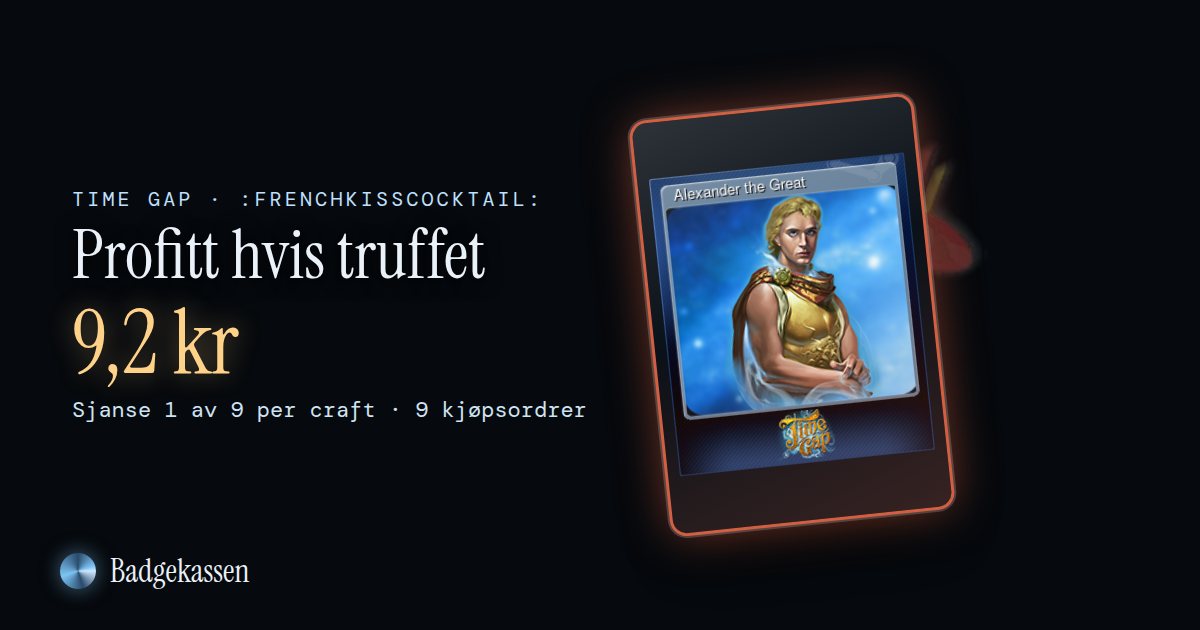 TIME GAP · :FRENCHKISSCOCKTAIL:
Profitt hvis truffet
9,2 kr
Sjanse 1 av 9 per craft · 9 kjøpsordrer
Alexander the Great
Time Gap
Badgekassen